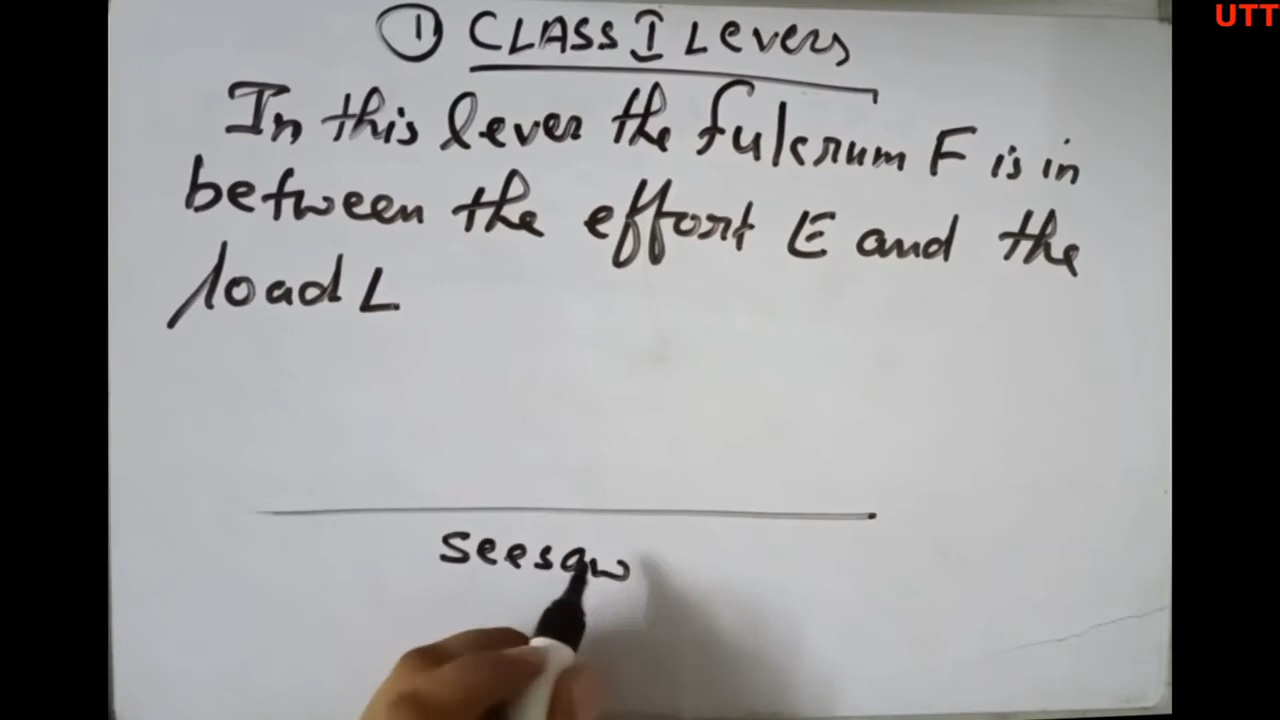 UTT
① CLASS I Levers
In this lever the fulcrum F is in
between the effort E and the
load L
Seesaw